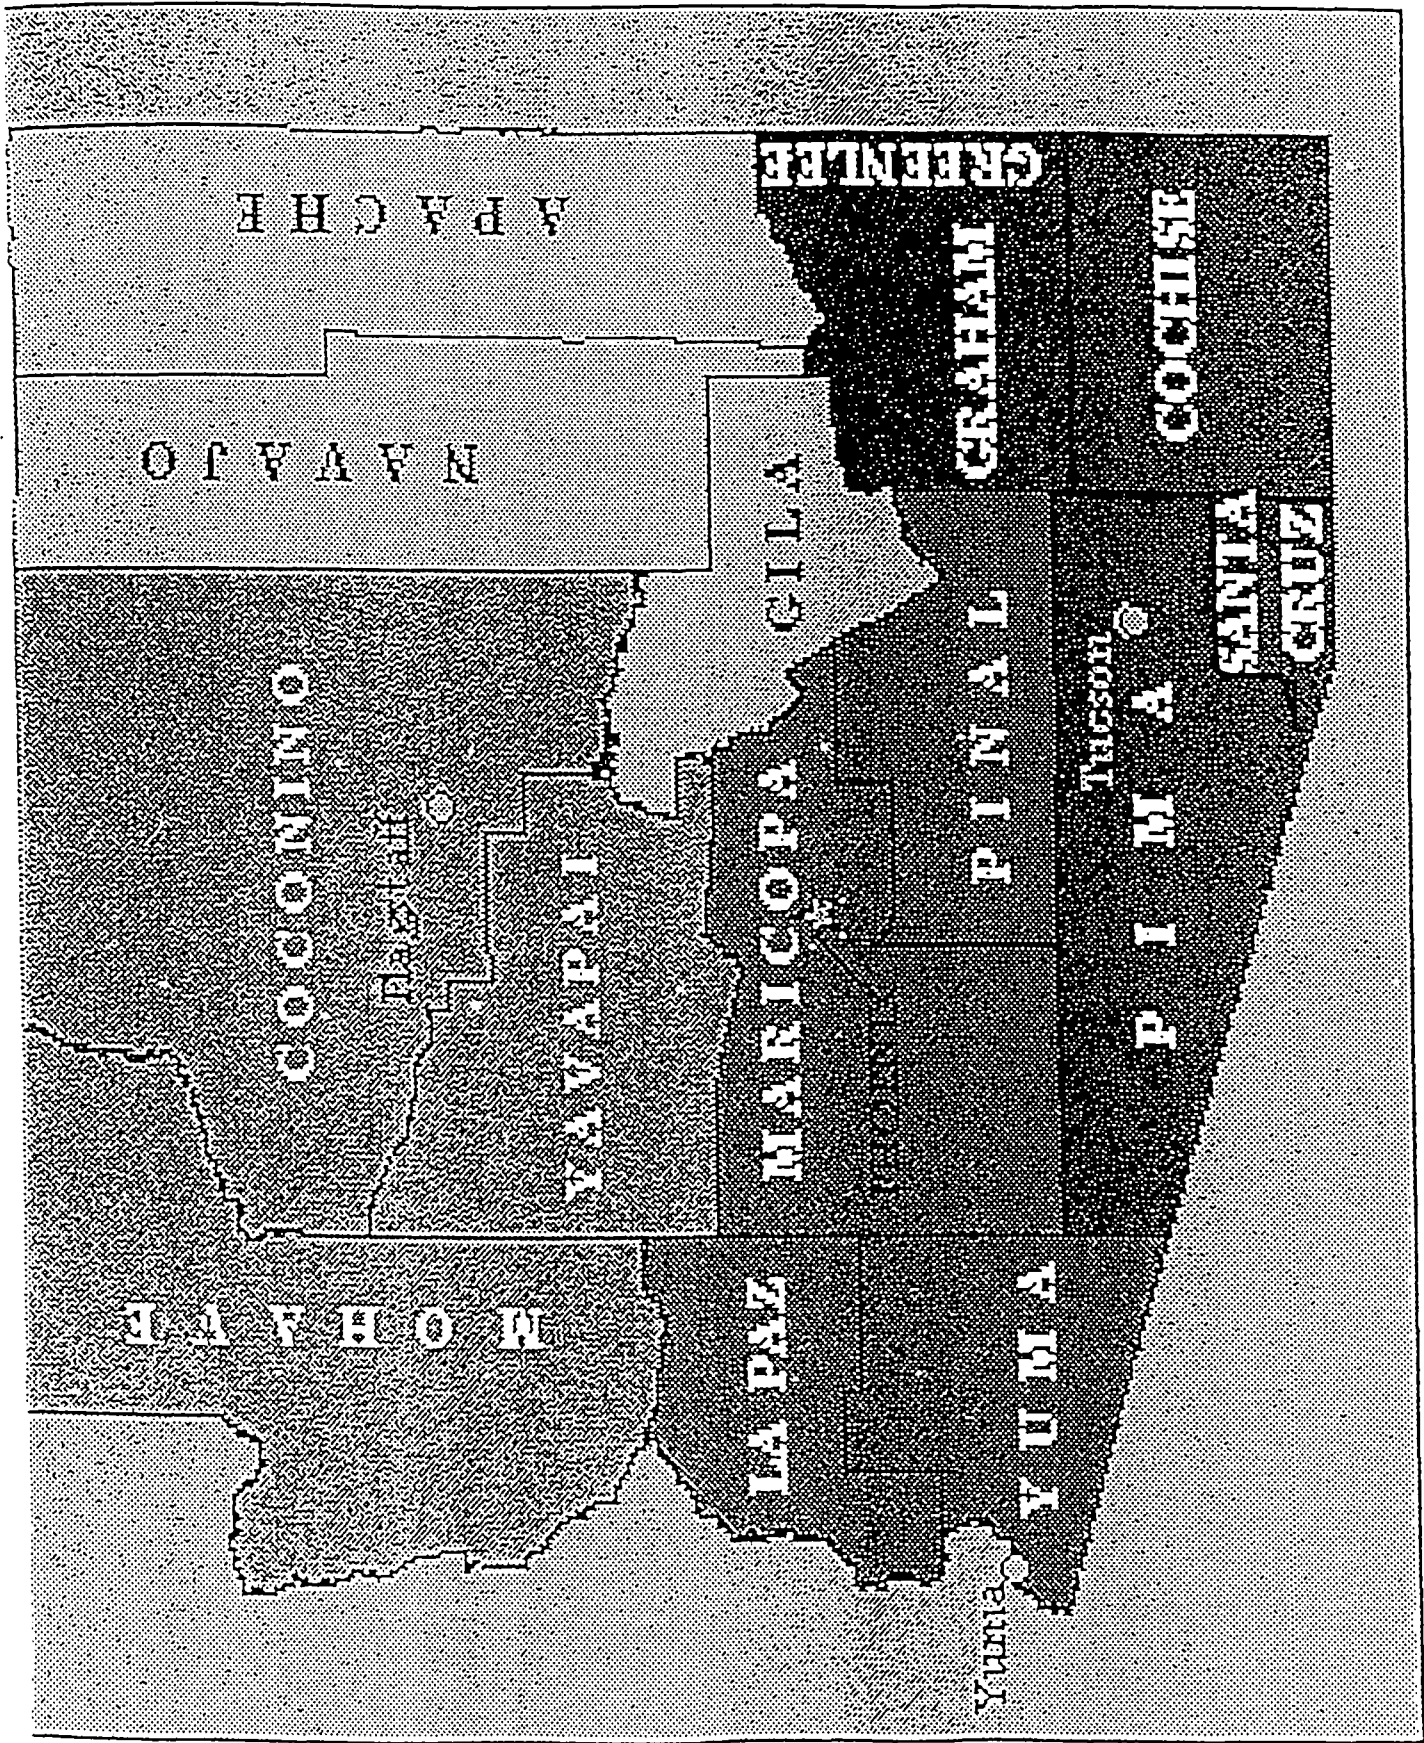 MOHAVE
COCONINO
NAVAJO
APACHE
Flagstaff
YAVAPAI
LA PAZ
MARICOPA
GILA
GREENLEE
YUMA
Yuma
PINAL
GRAHAM
Tucson
PIMA
COCHISE
SANTA
CRUZ